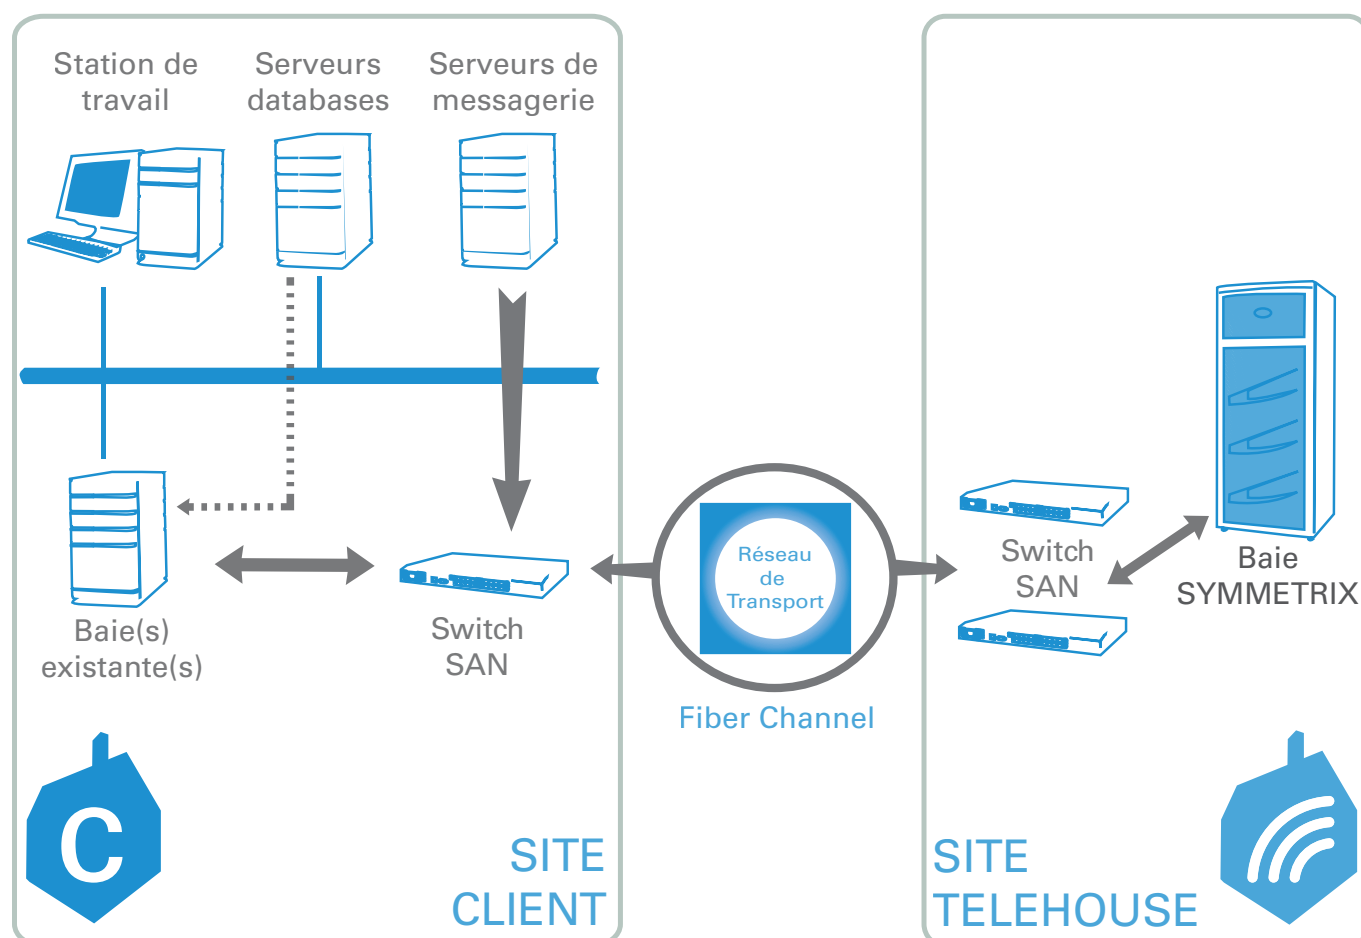 Station de
travail
Serveurs
databases
Serveurs de
messagerie
Baie(s)
existante(s)
Switch
SAN
Réseau
de
Transport
Fiber Channel
Switch
SAN
Baie
SYMMETRIX
C
SITE
CLIENT
SITE
TELEHOUSE